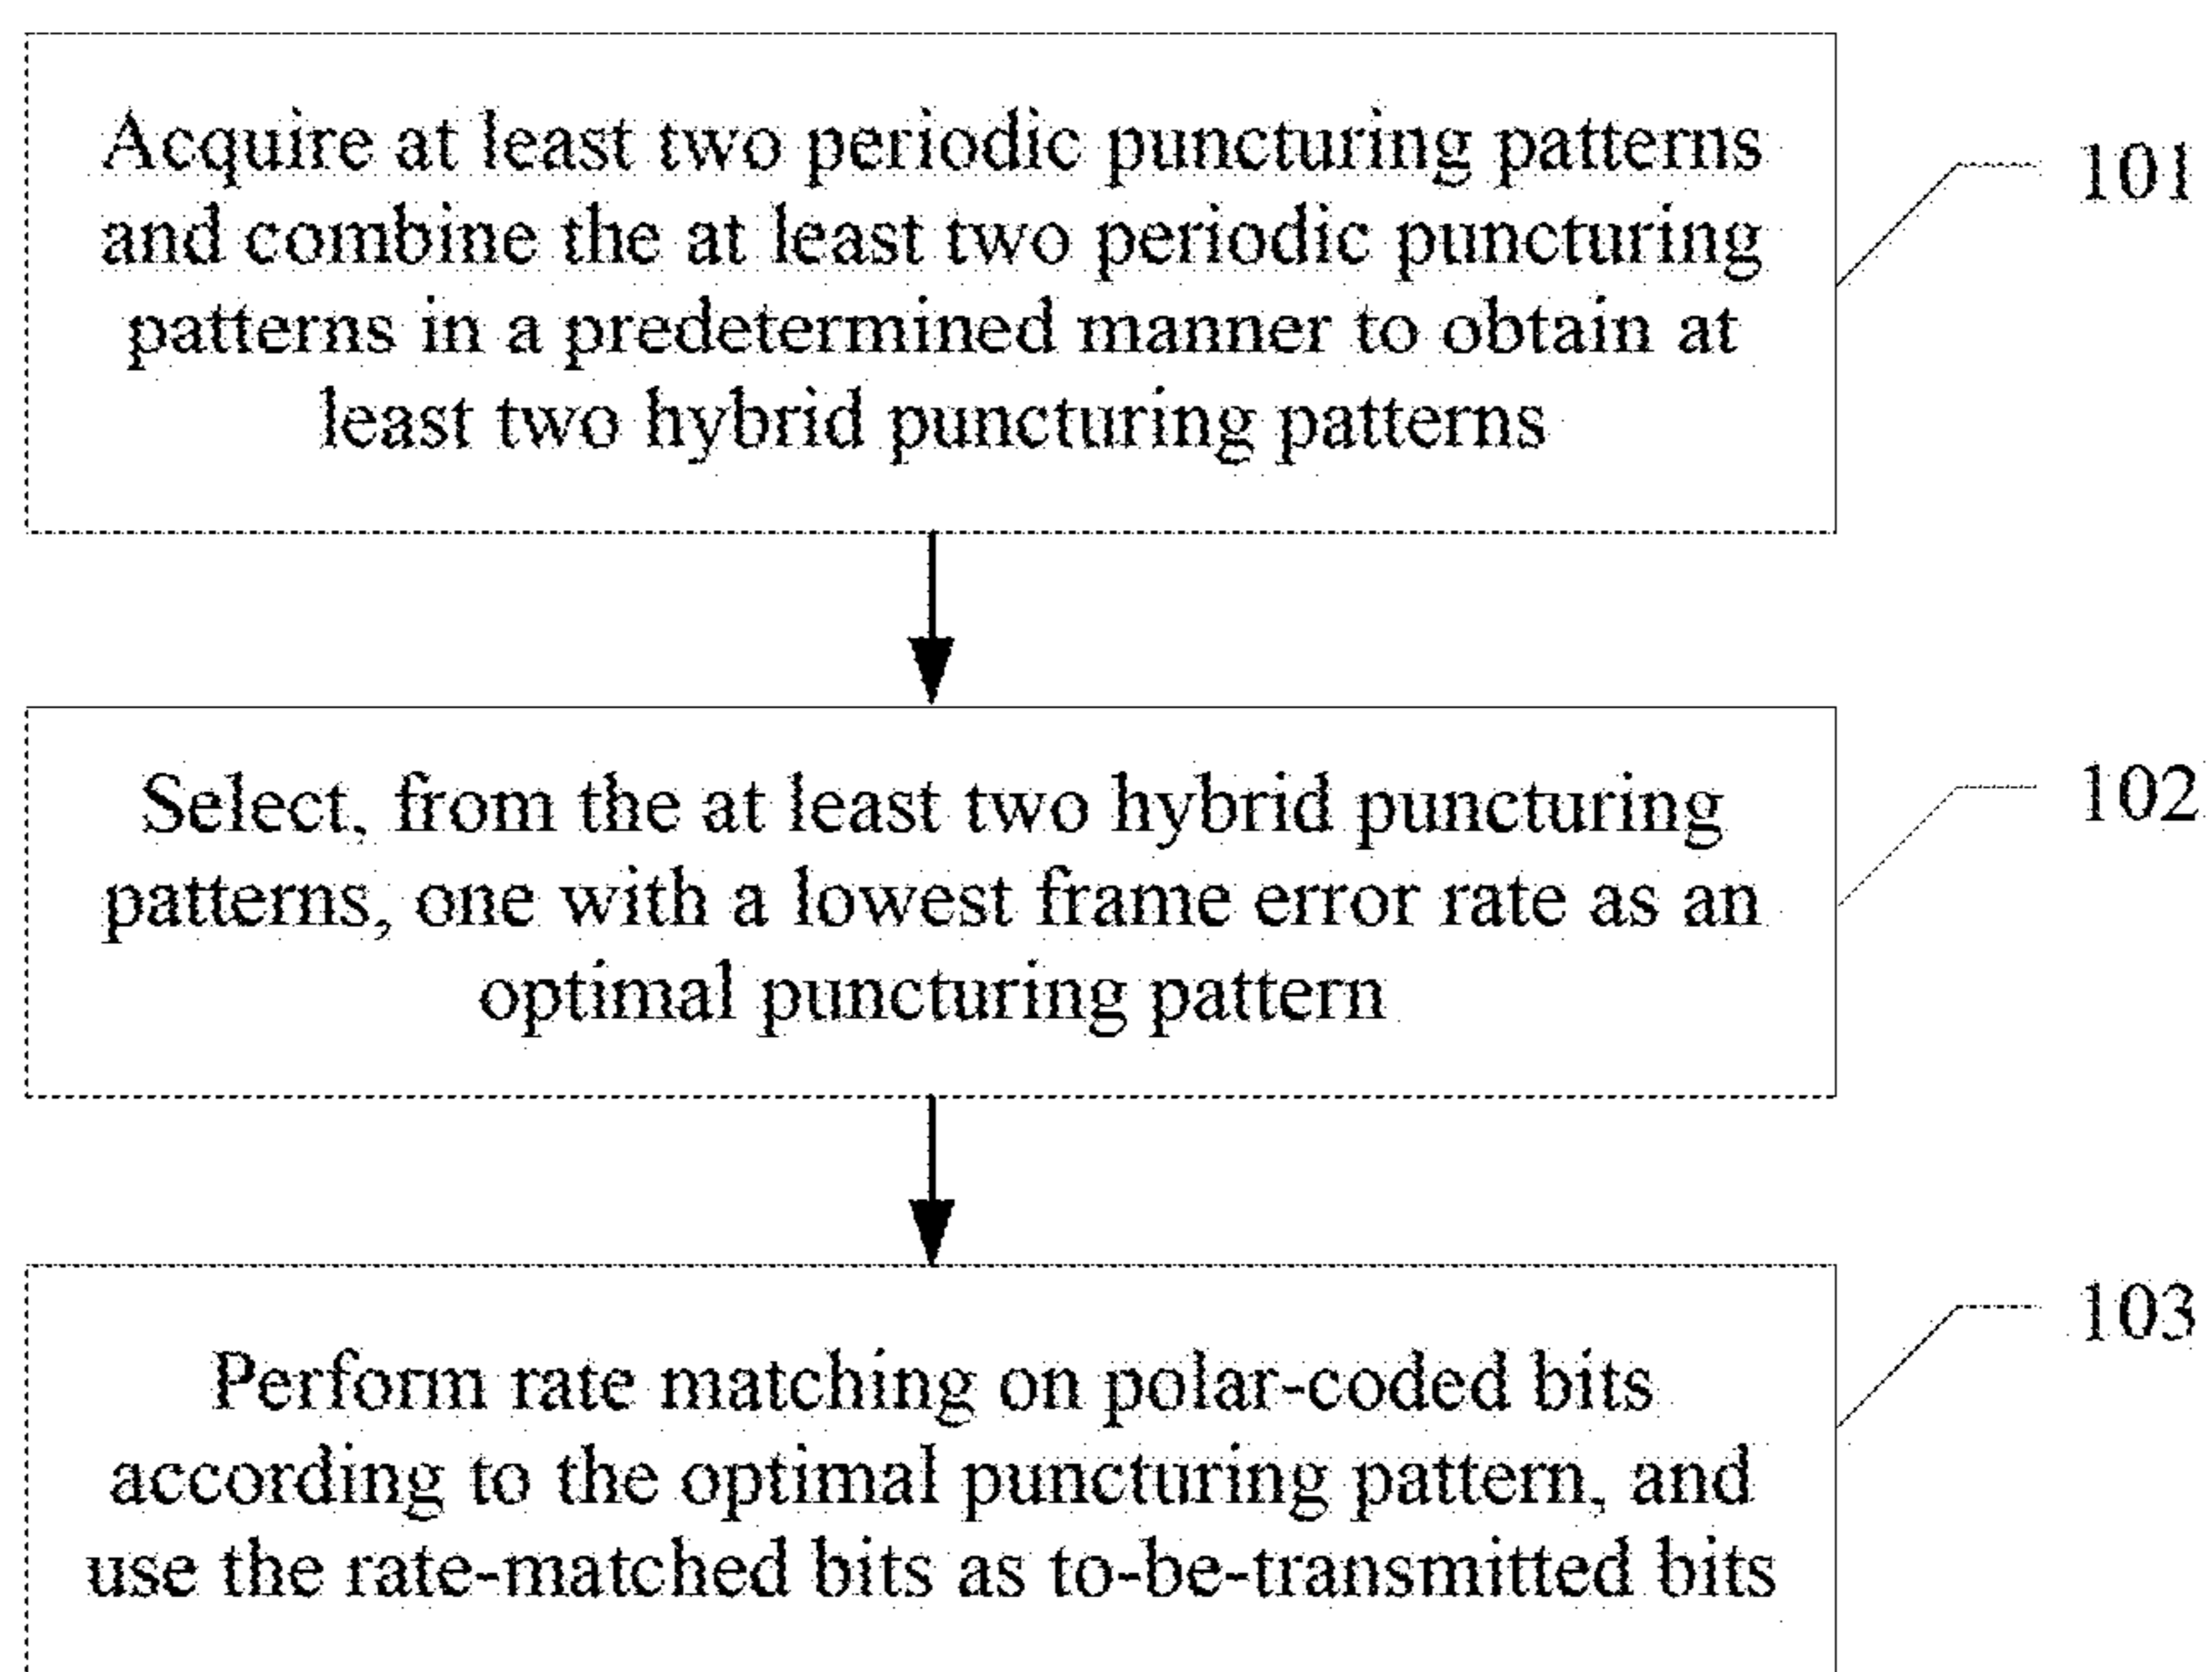 Acquire at least two periodic puncturing patterns
and combine the at least two periodic puncturing
patterns in a predetermined manner to obtain at
least two hybrid puncturing patterns
101
Select, from the at least two hybrid puncturing
patterns, one with a lowest frame error rate as an
optimal puncturing pattern
102
Perform rate matching on polar-coded bits
according to the optimal puncturing pattern, and
use the rate-matched bits as to-be-transmitted bits
103